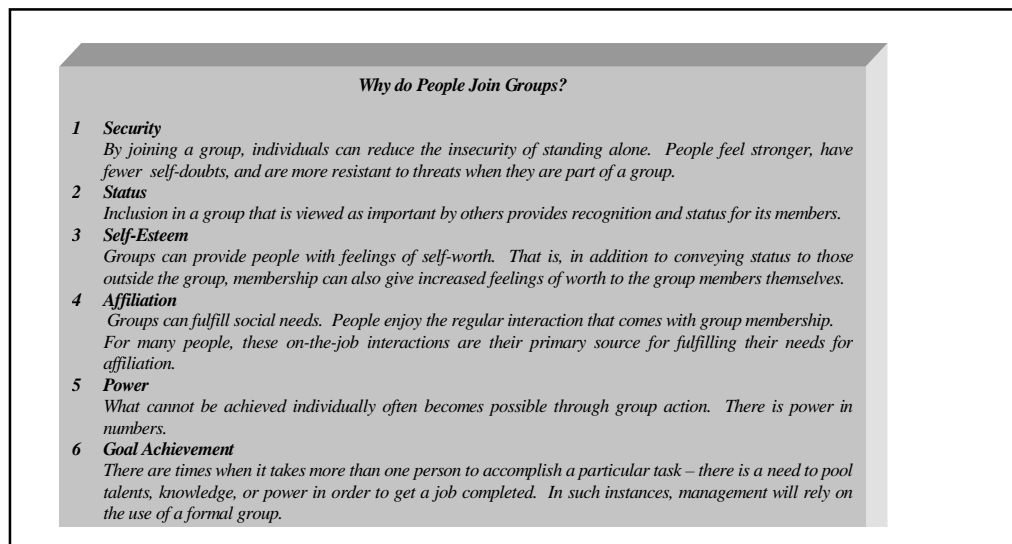 Why do People Join Groups?
1 Security
By joining a group, individuals can reduce the insecurity of standing alone. People feel stronger, have
fewer self-doubts, and are more resistant to threats when they are part of a group.
2 Status
Inclusion in a group that is viewed as important by others provides recognition and status for its members.
3 Self-Esteem
Groups can provide people with feelings of self-worth. That is, in addition to conveying status to those
outside the group, membership can also give increased feelings of worth to the group members themselves.
4 Affiliation
Groups can fulfill social needs. People enjoy the regular interaction that comes with group membership.
For many people, these on-the-job interactions are their primary source for fulfilling their needs for
affiliation.
5 Power
What cannot be achieved individually often becomes possible through group action. There is power in
numbers.
6 Goal Achievement
There are times when it takes more than one person to accomplish a particular task – there is a need to pool
talents, knowledge, or power in order to get a job completed. In such instances, management will rely on
the use of a formal group.